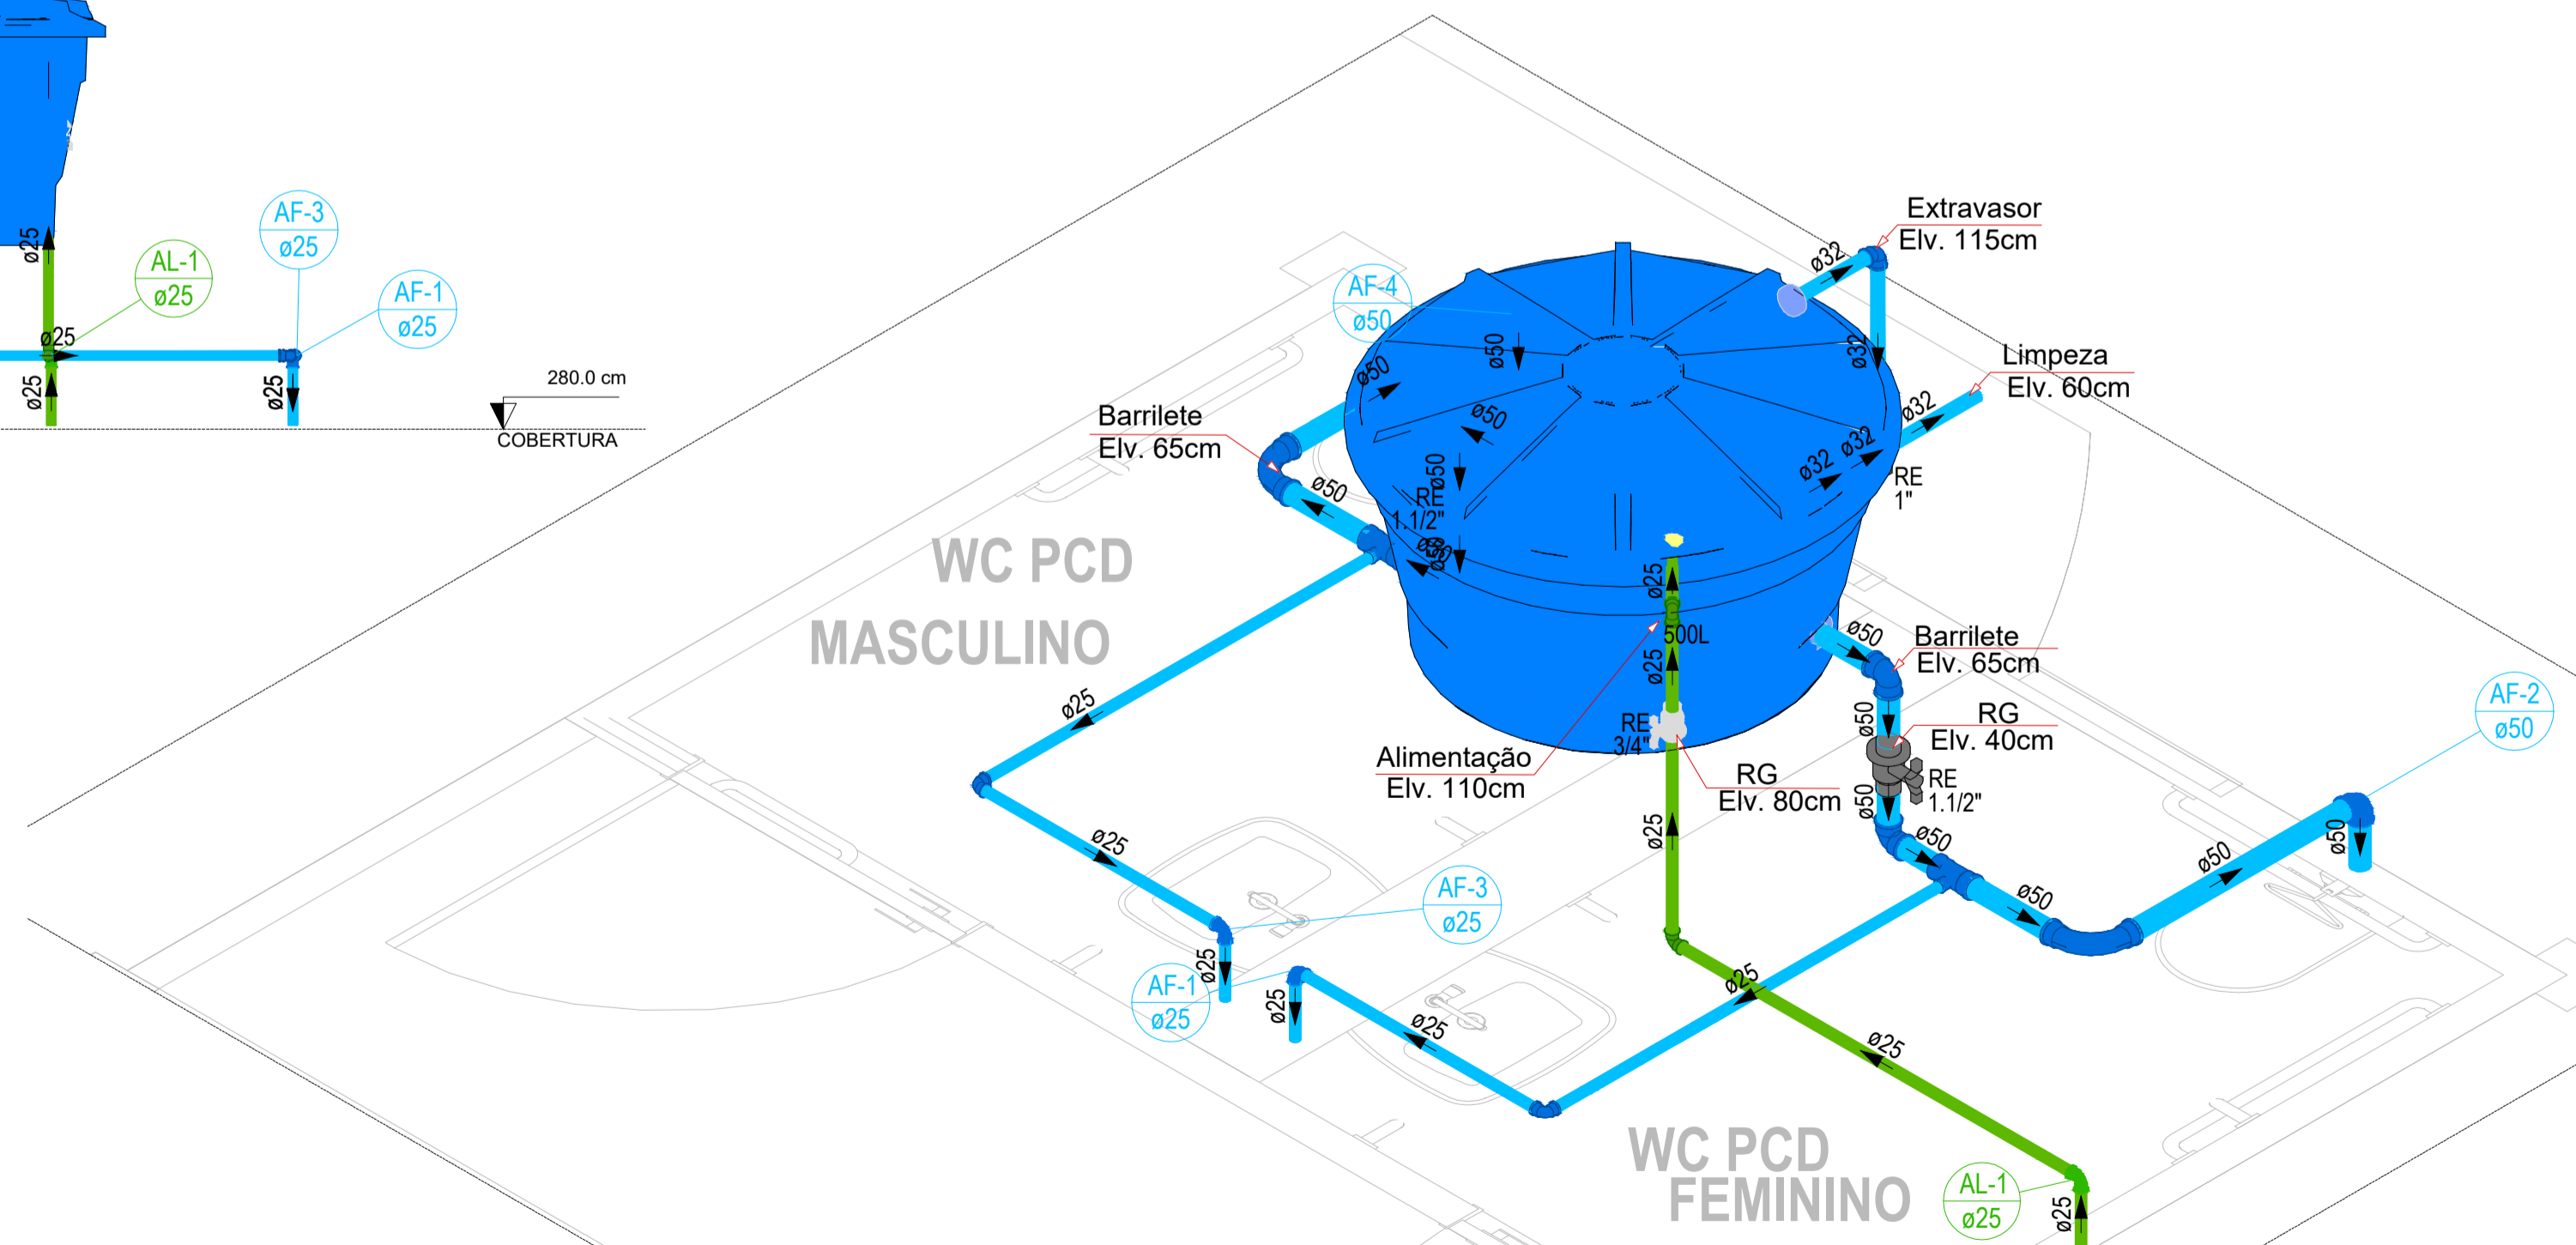 ø25
AF-3
ø25
AL-1
ø25
AF-1
ø25
ø25
ø25
ø25
280.0 cm
COBERTURA
Extravasor
Elv. 115cm
ø32
AF-4
ø50
ø50
ø32
Limpeza
Elv. 60cm
ø50
ø32
Barrilete
Elv. 65cm
ø50
ø32
ø32
ø50
RE
1"
ø50
RE
1.1/2"
ø50
ø50
WC PCD
MASCULINO
ø25
500L
ø25
ø50
Barrilete
Elv. 65cm
AF-2
ø50
ø25
ø50
RG
Elv. 40cm
RE
3/4"
Alimentação
Elv. 110cm
RG
Elv. 80cm
RE
1.1/2"
ø50
ø25
ø50
ø50
ø50
ø25
AF-3
ø25
ø50
ø25
AF-1
ø25
ø25
ø25
ø25
ø25
WC PCD
FEMININO
AL-1
ø25
ø25